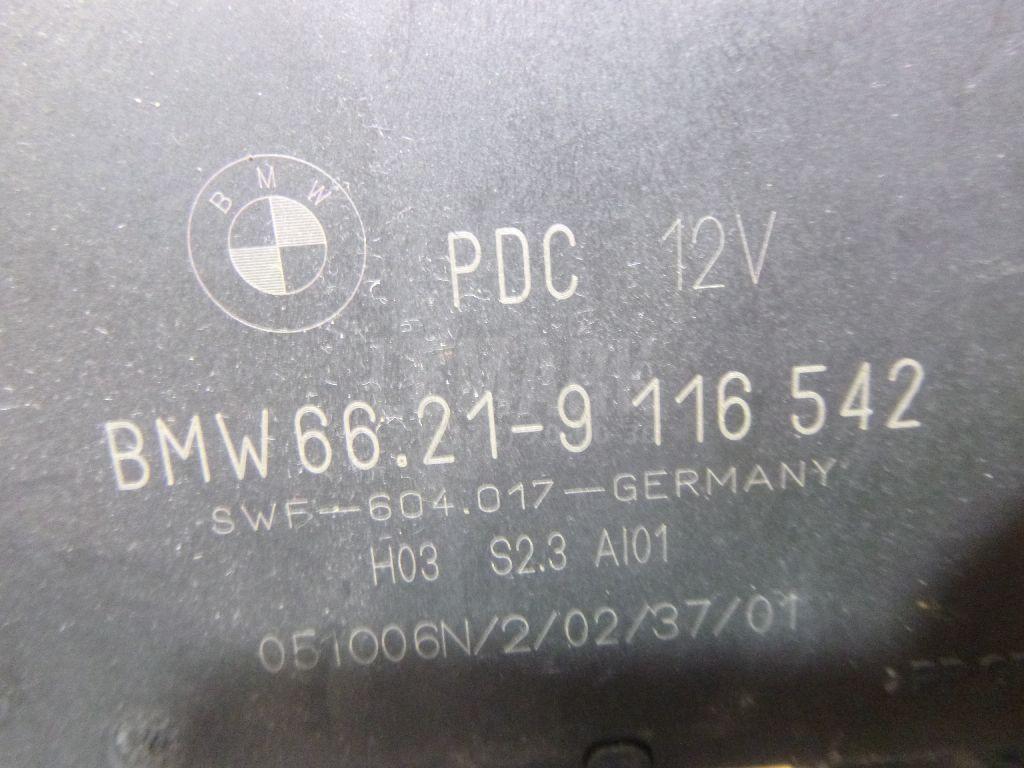 BMW
PDC 12V
BMW 66.21-9 116 542
SWF-604.017-GERMANY
H03 S2.3 AI01
051006N/2/02/37/01